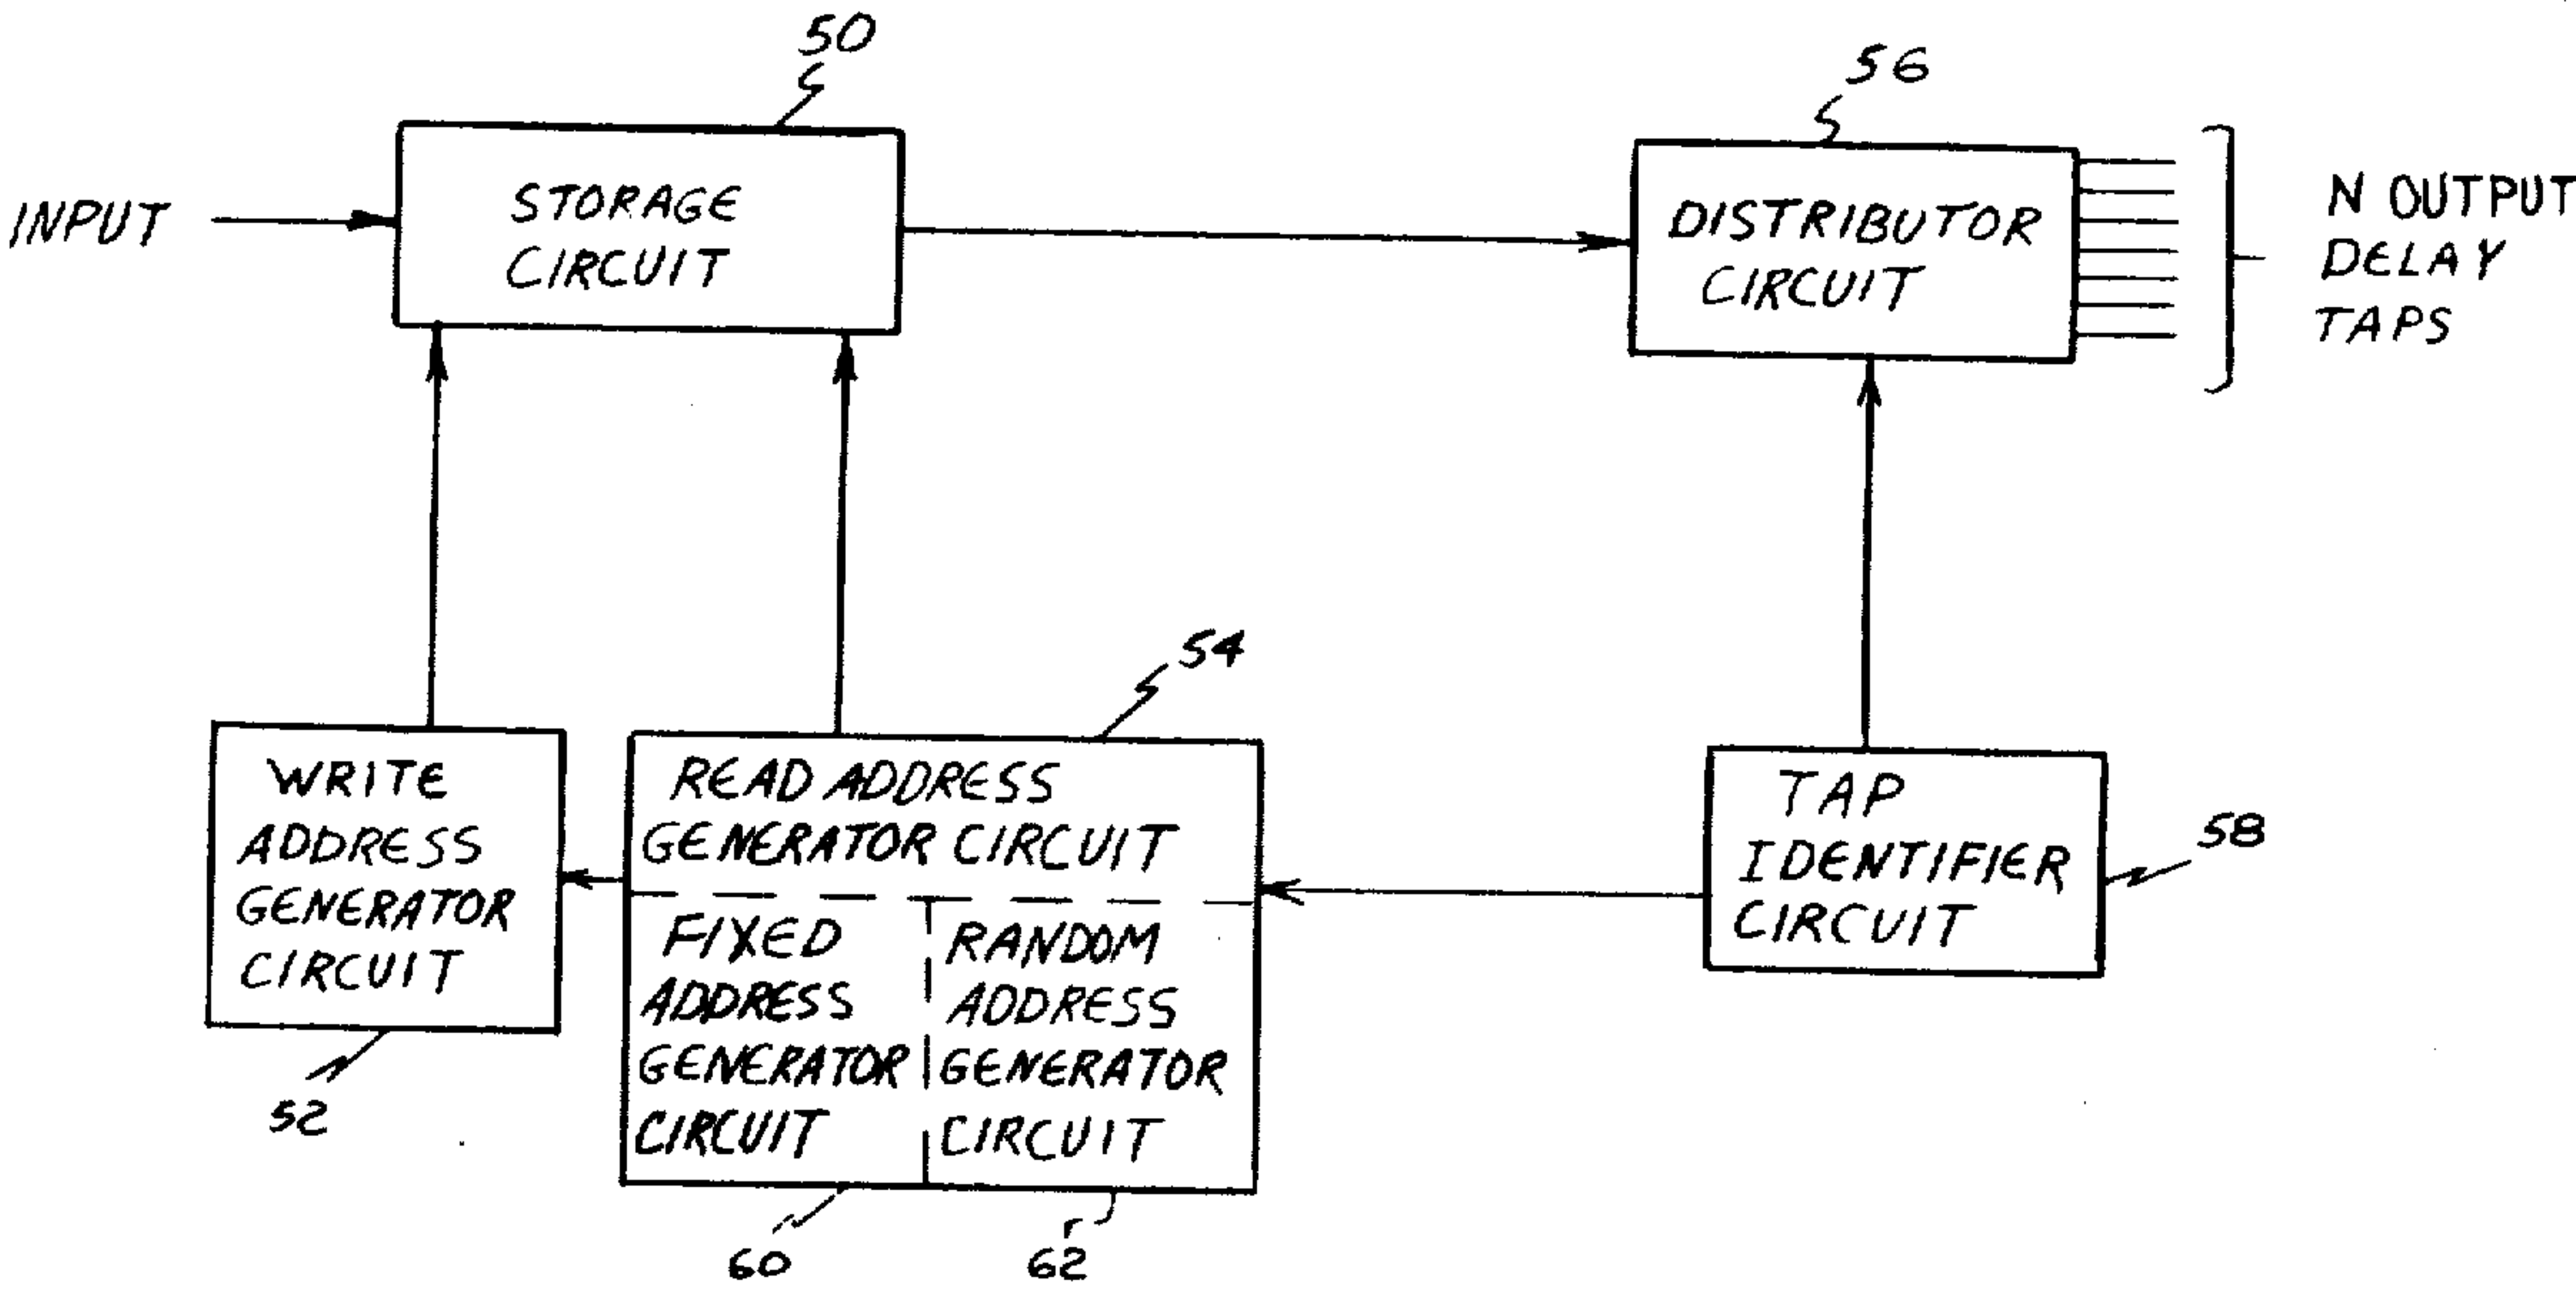 50
56
INPUT
STORAGE
CIRCUIT
DISTRIBUTOR
CIRCUIT
N OUTPUT
DELAY
TAPS
54
WRITE
ADDRESS
GENERATOR
CIRCUIT
52
READ ADDRESS
GENERATOR CIRCUIT
FIXED
ADDRESS
GENERATOR
CIRCUIT
60
RANDOM
ADDRESS
GENERATOR
CIRCUIT
62
TAP
IDENTIFIER
CIRCUIT
58